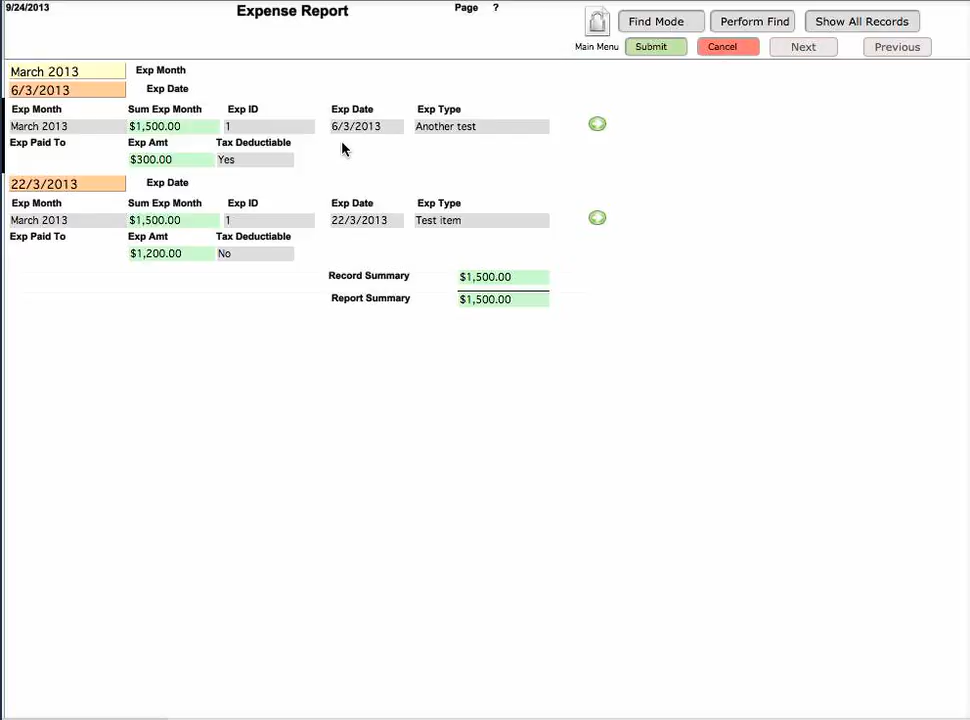 9/24/2013 Expense Report Page ?
Find Mode Perform Find Show All Records
Main Menu Submit Cancel Next Previous
March 2013 Exp Month
6/3/2013 Exp Date
Exp Month Sum Exp Month Exp ID Exp Date Exp Type
March 2013 $1,500.00 1 6/3/2013 Another test
Exp Paid To Exp Amt Tax Deductiable
$300.00 Yes
22/3/2013 Exp Date
Exp Month Sum Exp Month Exp ID Exp Date Exp Type
March 2013 $1,500.00 1 22/3/2013 Test item
Exp Paid To Exp Amt Tax Deductiable
$1,200.00 No
Record Summary $1,500.00
Report Summary $1,500.00